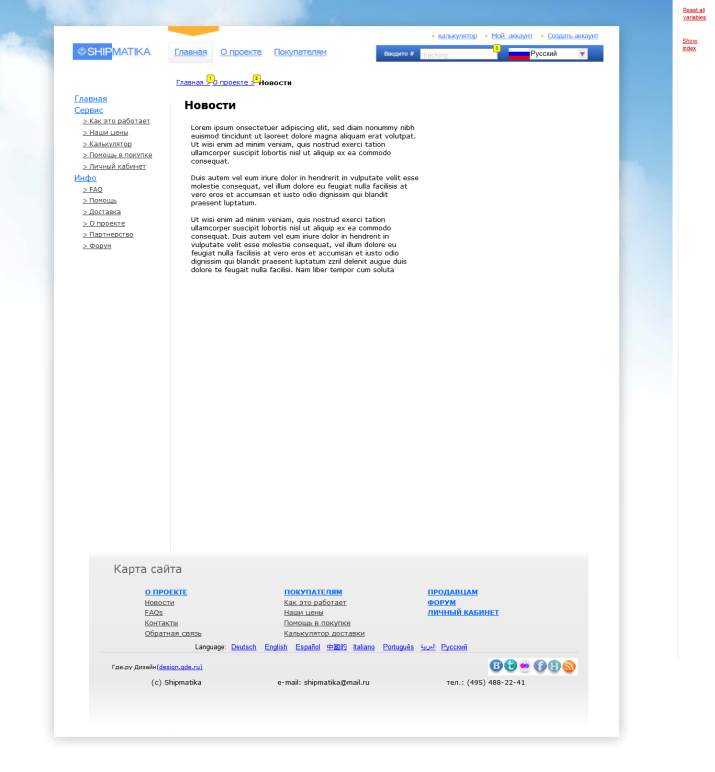 Reset all
variables
Show
index
калькулятор
Мой аккаунт
Создать аккаунт
SHIPMATIKA
Главная
О проекте
Покупателям
Вводите #
tracking
Русский
Главная > О проекте > Новости
Главная
Сервис
> Как это работает
> Наши цены
> Калькулятор
> Помощь в покупке
> Личный кабинет
Инфо
> FAQ
> Помощь
> Доставка
> О проекте
> Партнерство
> Форум
Новости
Lorem ipsum onsectetuer adipiscing elit, sed diam nonummy nibh
euismod tincidunt ut laoreet dolore magna aliquam erat volutpat.
Ut wisi enim ad minim veniam, quis nostrud exerci tation
ullamcorper suscipit lobortis nisl ut aliquip ex ea commodo
consequat.
Duis autem vel eum iriure dolor in hendrerit in vulputate velit esse
molestie consequat, vel illum dolore eu feugiat nulla facilisis at
vero eros et accumsan et iusto odio dignissim qui blandit
praesent luptatum.
Ut wisi enim ad minim veniam, quis nostrud exerci tation
ullamcorper suscipit lobortis nisl ut aliquip ex ea commodo
consequat. Duis autem vel eum iriure dolor in hendrerit in
vulputate velit esse molestie consequat, vel illum dolore eu
feugiat nulla facilisis at vero eros et accumsan et iusto odio
dignissim qui blandit praesent luptatum zzril delenit augue duis
dolore te feugait nulla facilisi. Nam liber tempor cum soluta
Карта сайта
О ПРОЕКТЕ
Новости
FAQs
Контакты
Обратная связь
ПОКУПАТЕЛЯМ
Как это работает
Наши цены
Помощь в покупке
Калькулятор доставки
ПРОДАВЦАМ
ФОРУМ
ЛИЧНЫЙ КАБИНЕТ
Language: Deutsch English Español 中國的 Italiano Português العربية Русский
Где.ру Дизайн(design.gde.ru)
(c) Shipmatika
e-mail: shipmatika@mail.ru
тел.: (495) 488-22-41